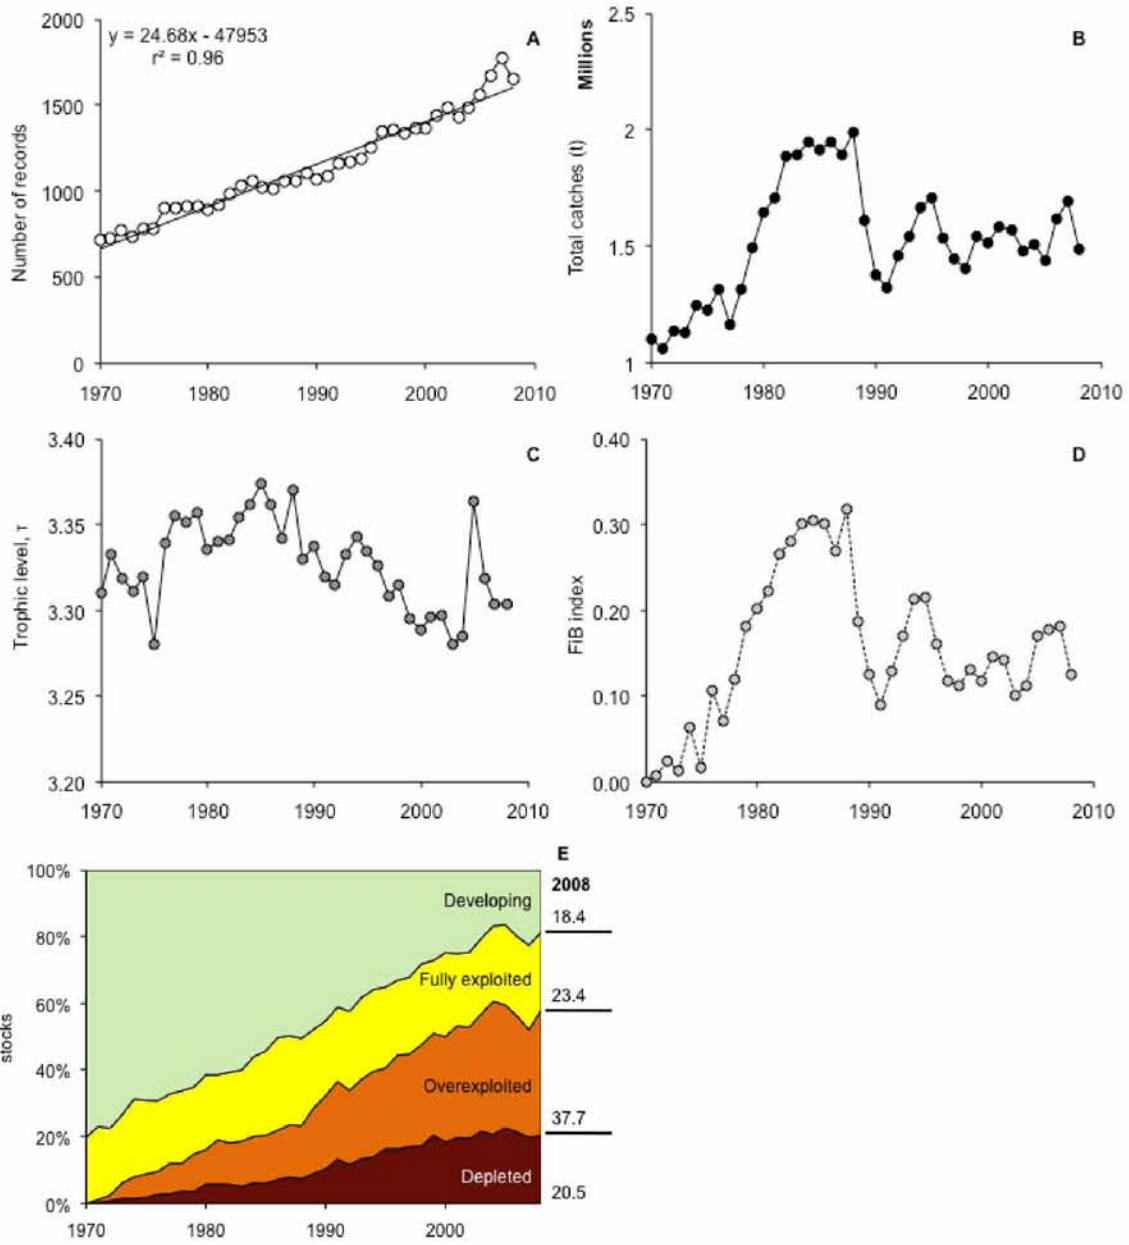 y = 24.68x - 47953
r² = 0.96
A
Number of records
2000
1500
1000
500
0
1970 1980 1990 2000 2010
B
Millions
Total catches (t)
2.5
2
1.5
1
1970 1980 1990 2000 2010
C
Trophic level, τ
3.40
3.35
3.30
3.25
3.20
1970 1980 1990 2000 2010
D
FiB index
0.40
0.30
0.20
0.10
0.00
1970 1980 1990 2000 2010
E
stocks
100%
80%
60%
40%
20%
0%
1970 1980 1990 2000
Developing
Fully exploited
Overexploited
Depleted
2008
18.4
23.4
37.7
20.5